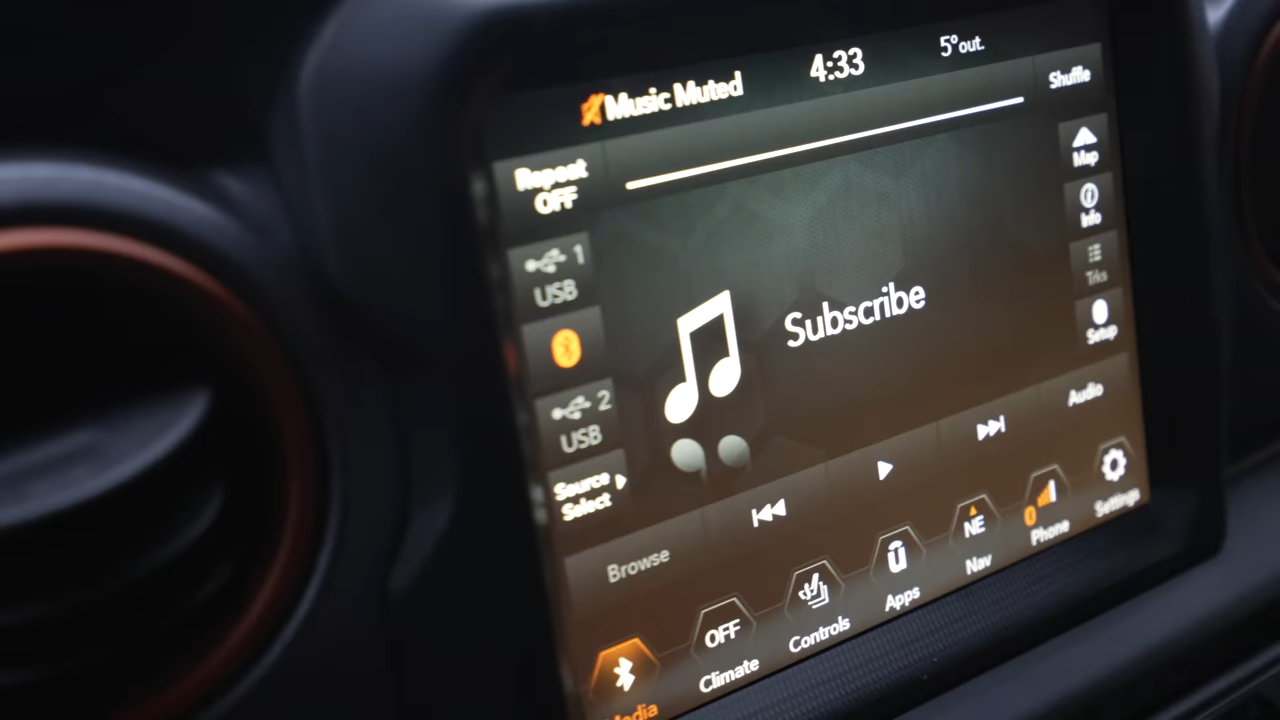 Music Muted
4:33
5° out.
Repeat
OFF
Shuffle
Map
1
USB
Info
Trks
Subscribe
Setup
2
USB
Audio
Source
Select
Browse
Settings
NE
Phone
Nav
Apps
Controls
OFF
Climate
Media